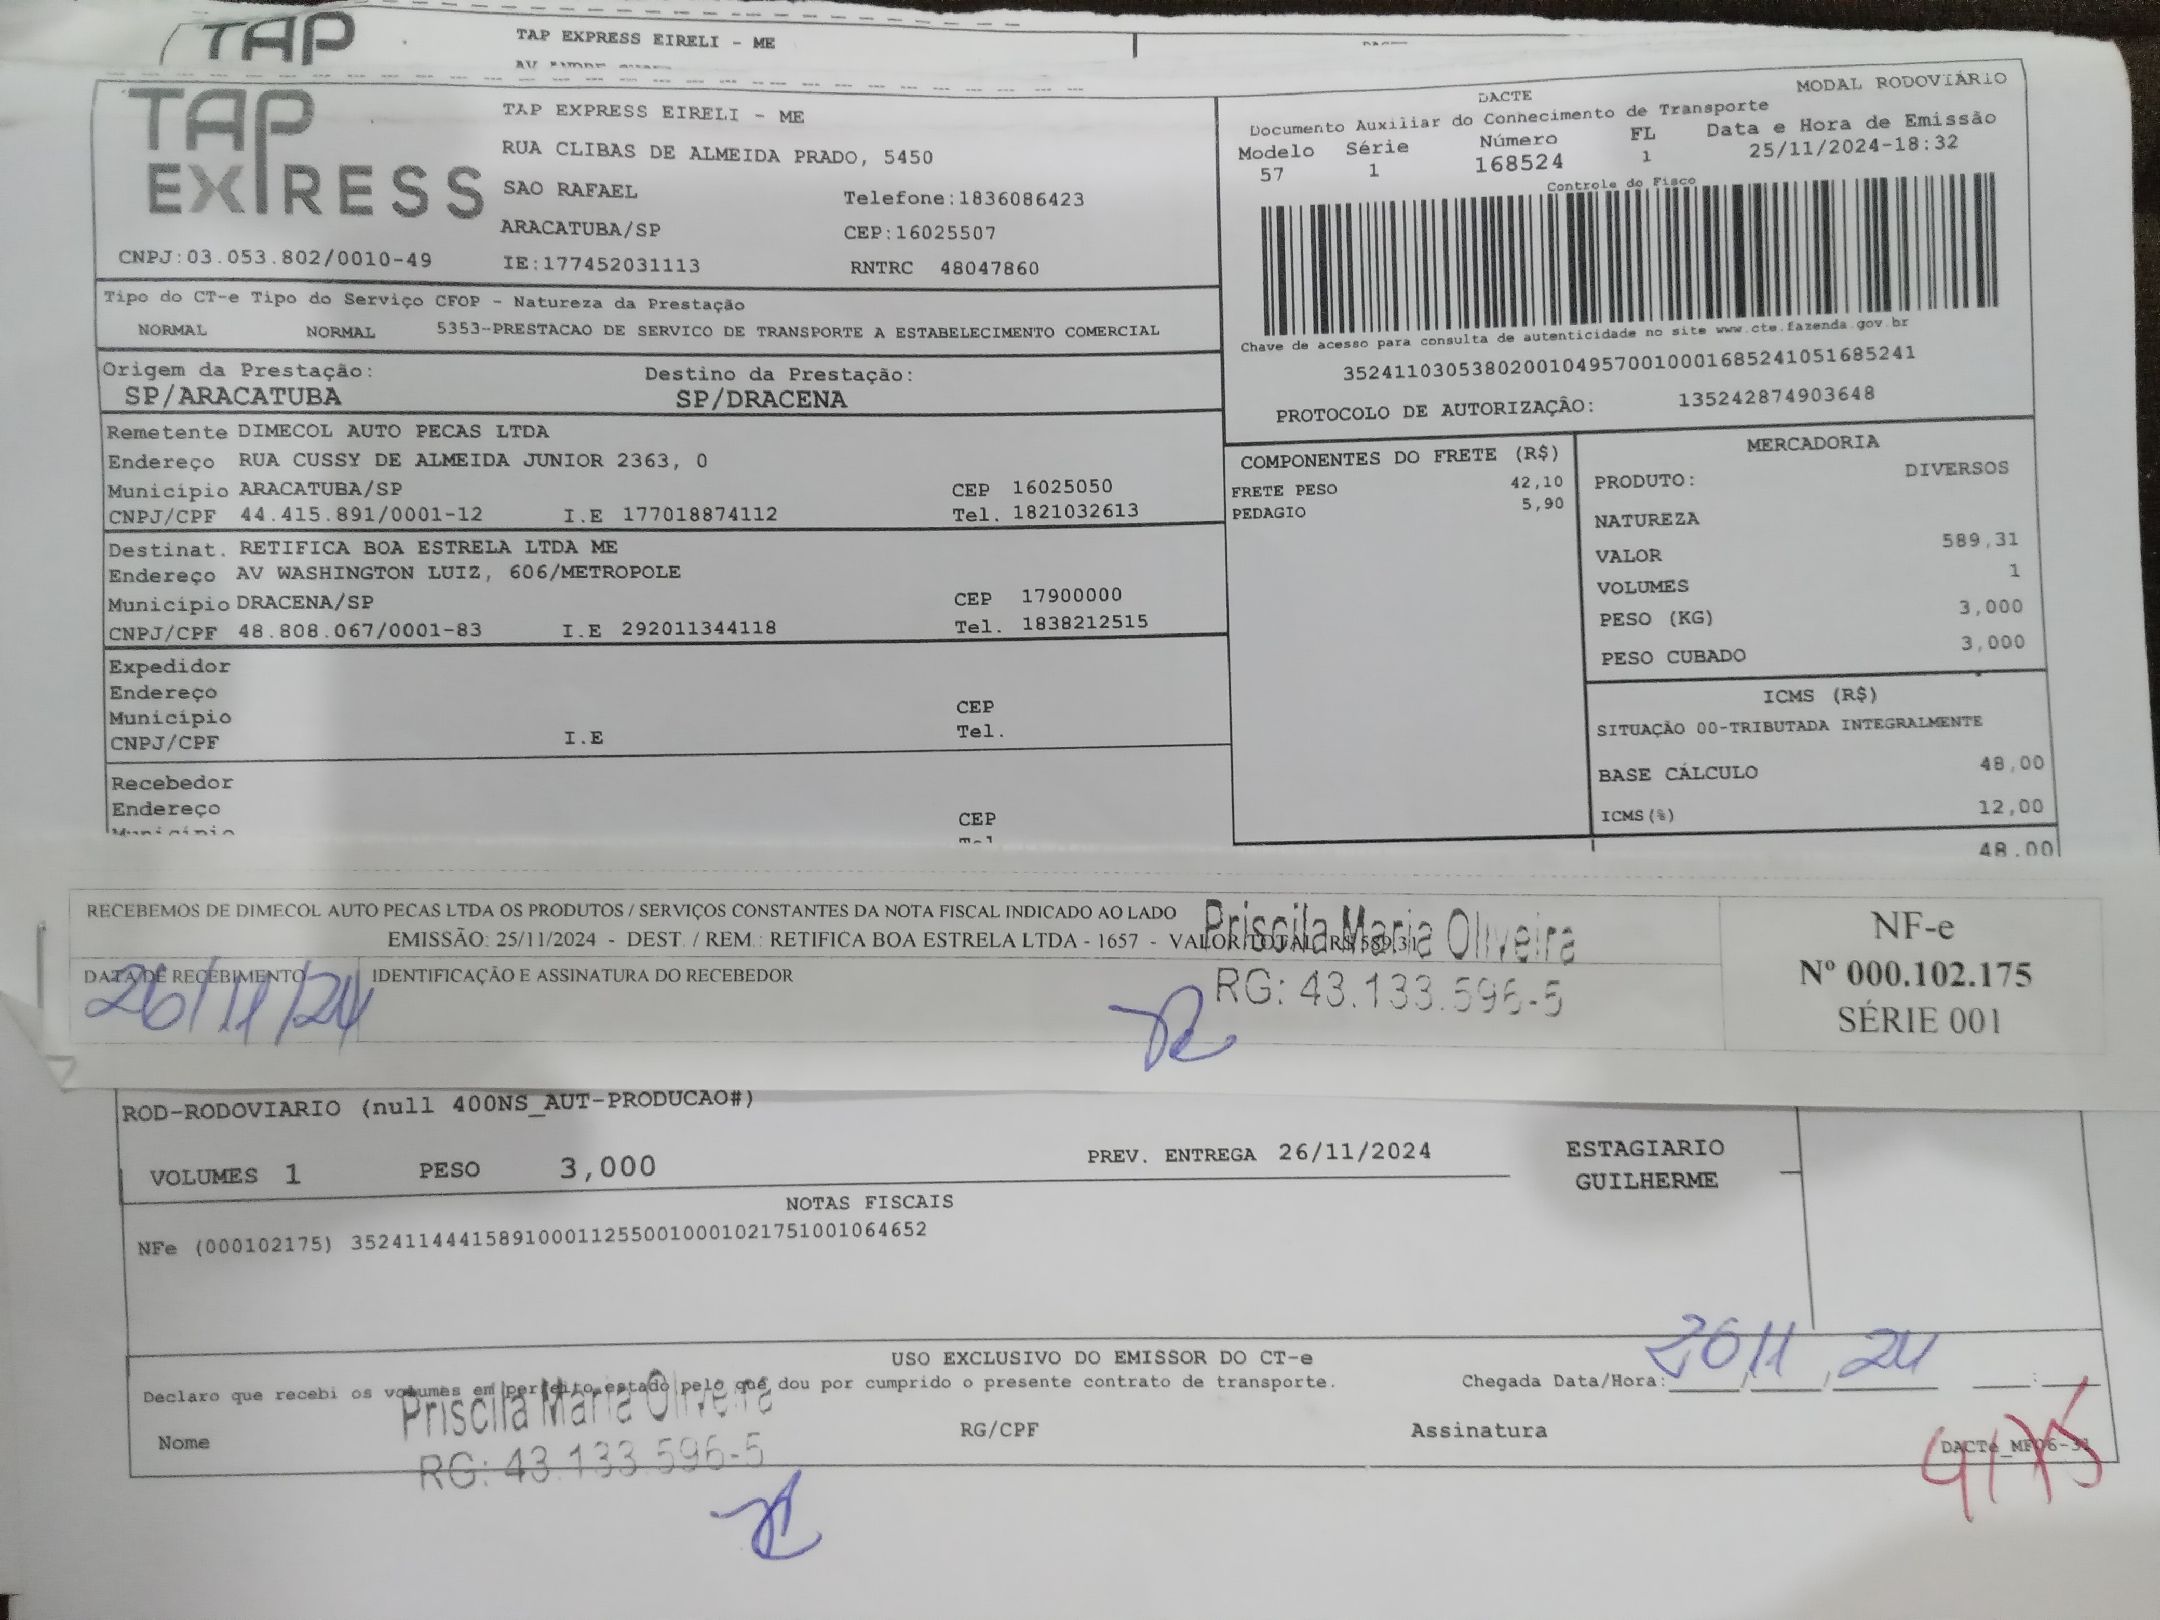 TAP
TAP EXPRESS EIRELI - ME
TAP EXPRESS
TAP EXPRESS EIRELI - ME
RUA CLIBAS DE ALMEIDA PRADO, 5450
SAO RAFAEL
Telefone:1836086423
ARACATUBA/SP
CEP:16025507
CNPJ:03.053.802/0010-49
IE:177452031113
RNTRC 48047860
MODAL RODOVIÁRIO
DACTE
Documento Auxiliar do Conhecimento de Transporte
Modelo Série Número FL Data e Hora de Emissão
57 1 168524 1 25/11/2024-18:32
Controle do Fisco
Chave de acesso para consulta de autenticidade no site www.cte.fazenda.gov.br
35241103053802001049570010001685241051685241
PROTOCOLO DE AUTORIZAÇÃO: 135242874903648
Tipo do CT-e Tipo do Serviço CFOP - Natureza da Prestação
NORMAL NORMAL 5353-PRESTACAO DE SERVICO DE TRANSPORTE A ESTABELECIMENTO COMERCIAL
Origem da Prestação: Destino da Prestação:
SP/ARACATUBA SP/DRACENA
Remetente DIMECOL AUTO PECAS LTDA
Endereço RUA CUSSY DE ALMEIDA JUNIOR 2363, 0
Município ARACATUBA/SP CEP 16025050
CNPJ/CPF 44.415.891/0001-12 I.E 177018874112 Tel. 1821032613
Destinat. RETIFICA BOA ESTRELA LTDA ME
Endereço AV WASHINGTON LUIZ, 606/METROPOLE
Município DRACENA/SP CEP 17900000
CNPJ/CPF 48.808.067/0001-83 I.E 292011344118 Tel. 1838212515
Expedidor
Endereço
Município CEP
CNPJ/CPF I.E Tel.
Recebedor
Endereço CEP
Município Tel
COMPONENTES DO FRETE (R$)
FRETE PESO 42,10
PEDAGIO 5,90
MERCADORIA
PRODUTO: DIVERSOS
NATUREZA
VALOR 589,31
VOLUMES 1
PESO (KG) 3,000
PESO CUBADO 3,000
ICMS (R$)
SITUAÇÃO 00-TRIBUTADA INTEGRALMENTE
BASE CÁLCULO 48,00
ICMS(%) 12,00
48.00
RECEBEMOS DE DIMECOL AUTO PECAS LTDA OS PRODUTOS / SERVIÇOS CONSTANTES DA NOTA FISCAL INDICADO AO LADO
EMISSÃO: 25/11/2024 - DEST. / REM.: RETIFICA BOA ESTRELA LTDA - 1657 - VALOR TOTAL: R$ 589,31
Priscila Maria Oliveira
RG: 43.133.596-5
DATA DE RECEBIMENTO IDENTIFICAÇÃO E ASSINATURA DO RECEBEDOR
26/11/24
NF-e
Nº 000.102.175
SÉRIE 001
ROD-RODOVIARIO (null 400NS_AUT-PRODUCAO#)
VOLUMES 1 PESO 3,000 PREV. ENTREGA 26/11/2024
ESTAGIARIO
GUILHERME
NOTAS FISCAIS
NFe (000102175) 35241144415891000112550010001021751001064652
USO EXCLUSIVO DO EMISSOR DO CT-e
Declaro que recebi os volumes em perfeito estado pelo que dou por cumprido o presente contrato de transporte.
Chegada Data/Hora: 26 11 24
Priscila Maria Oliveira
RG: 43.133.596-5
Nome RG/CPF Assinatura